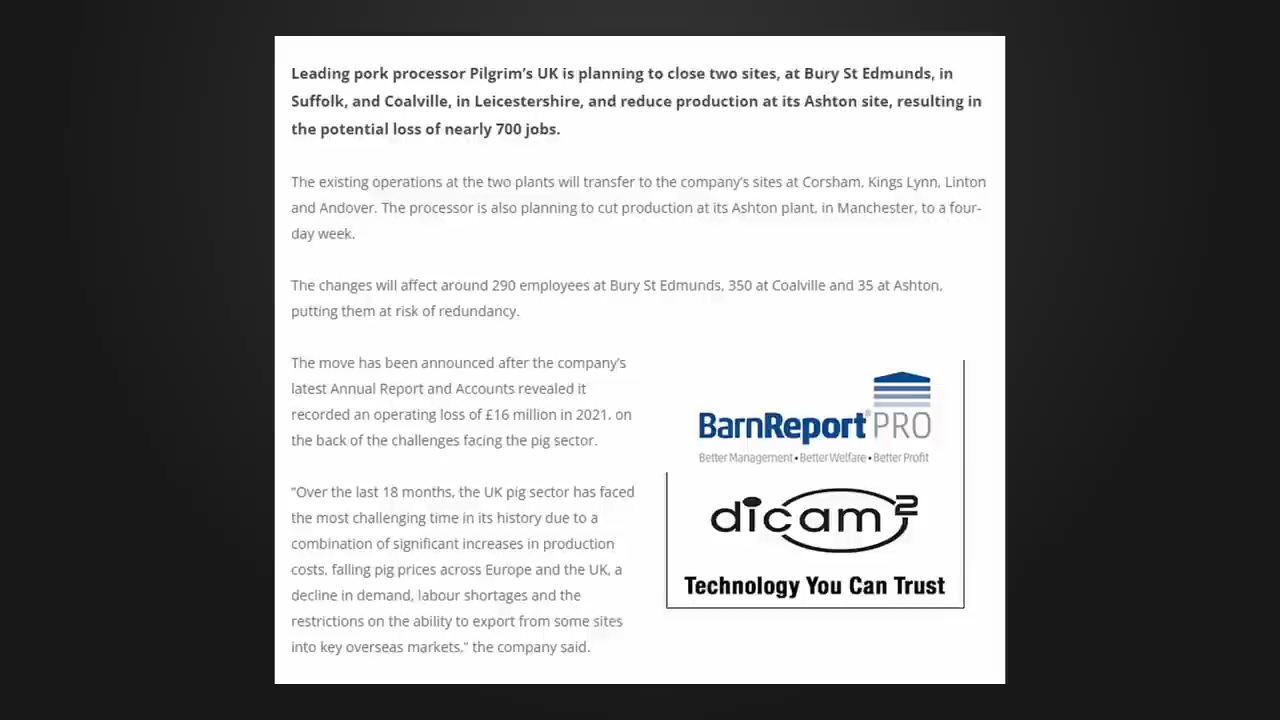 Leading pork processor Pilgrim's UK is planning to close two sites, at Bury St Edmunds, in
Suffolk, and Coalville, in Leicestershire, and reduce production at its Ashton site, resulting in
the potential loss of nearly 700 jobs.
The existing operations at the two plants will transfer to the company's sites at Corsham, Kings Lynn, Linton
and Andover. The processor is also planning to cut production at its Ashton plant, in Manchester, to a four-
day week.
The changes will affect around 290 employees at Bury St Edmunds, 350 at Coalville and 35 at Ashton,
putting them at risk of redundancy.
The move has been announced after the company's
latest Annual Report and Accounts revealed it
recorded an operating loss of £16 million in 2021, on
the back of the challenges facing the pig sector.
"Over the last 18 months, the UK pig sector has faced
the most challenging time in its history due to a
combination of significant increases in production
costs, falling pig prices across Europe and the UK, a
decline in demand, labour shortages and the
restrictions on the ability to export from some sites
into key overseas markets," the company said.
BarnReport® PRO
Better Management • Better Welfare • Better Profit
dicam2
Technology You Can Trust